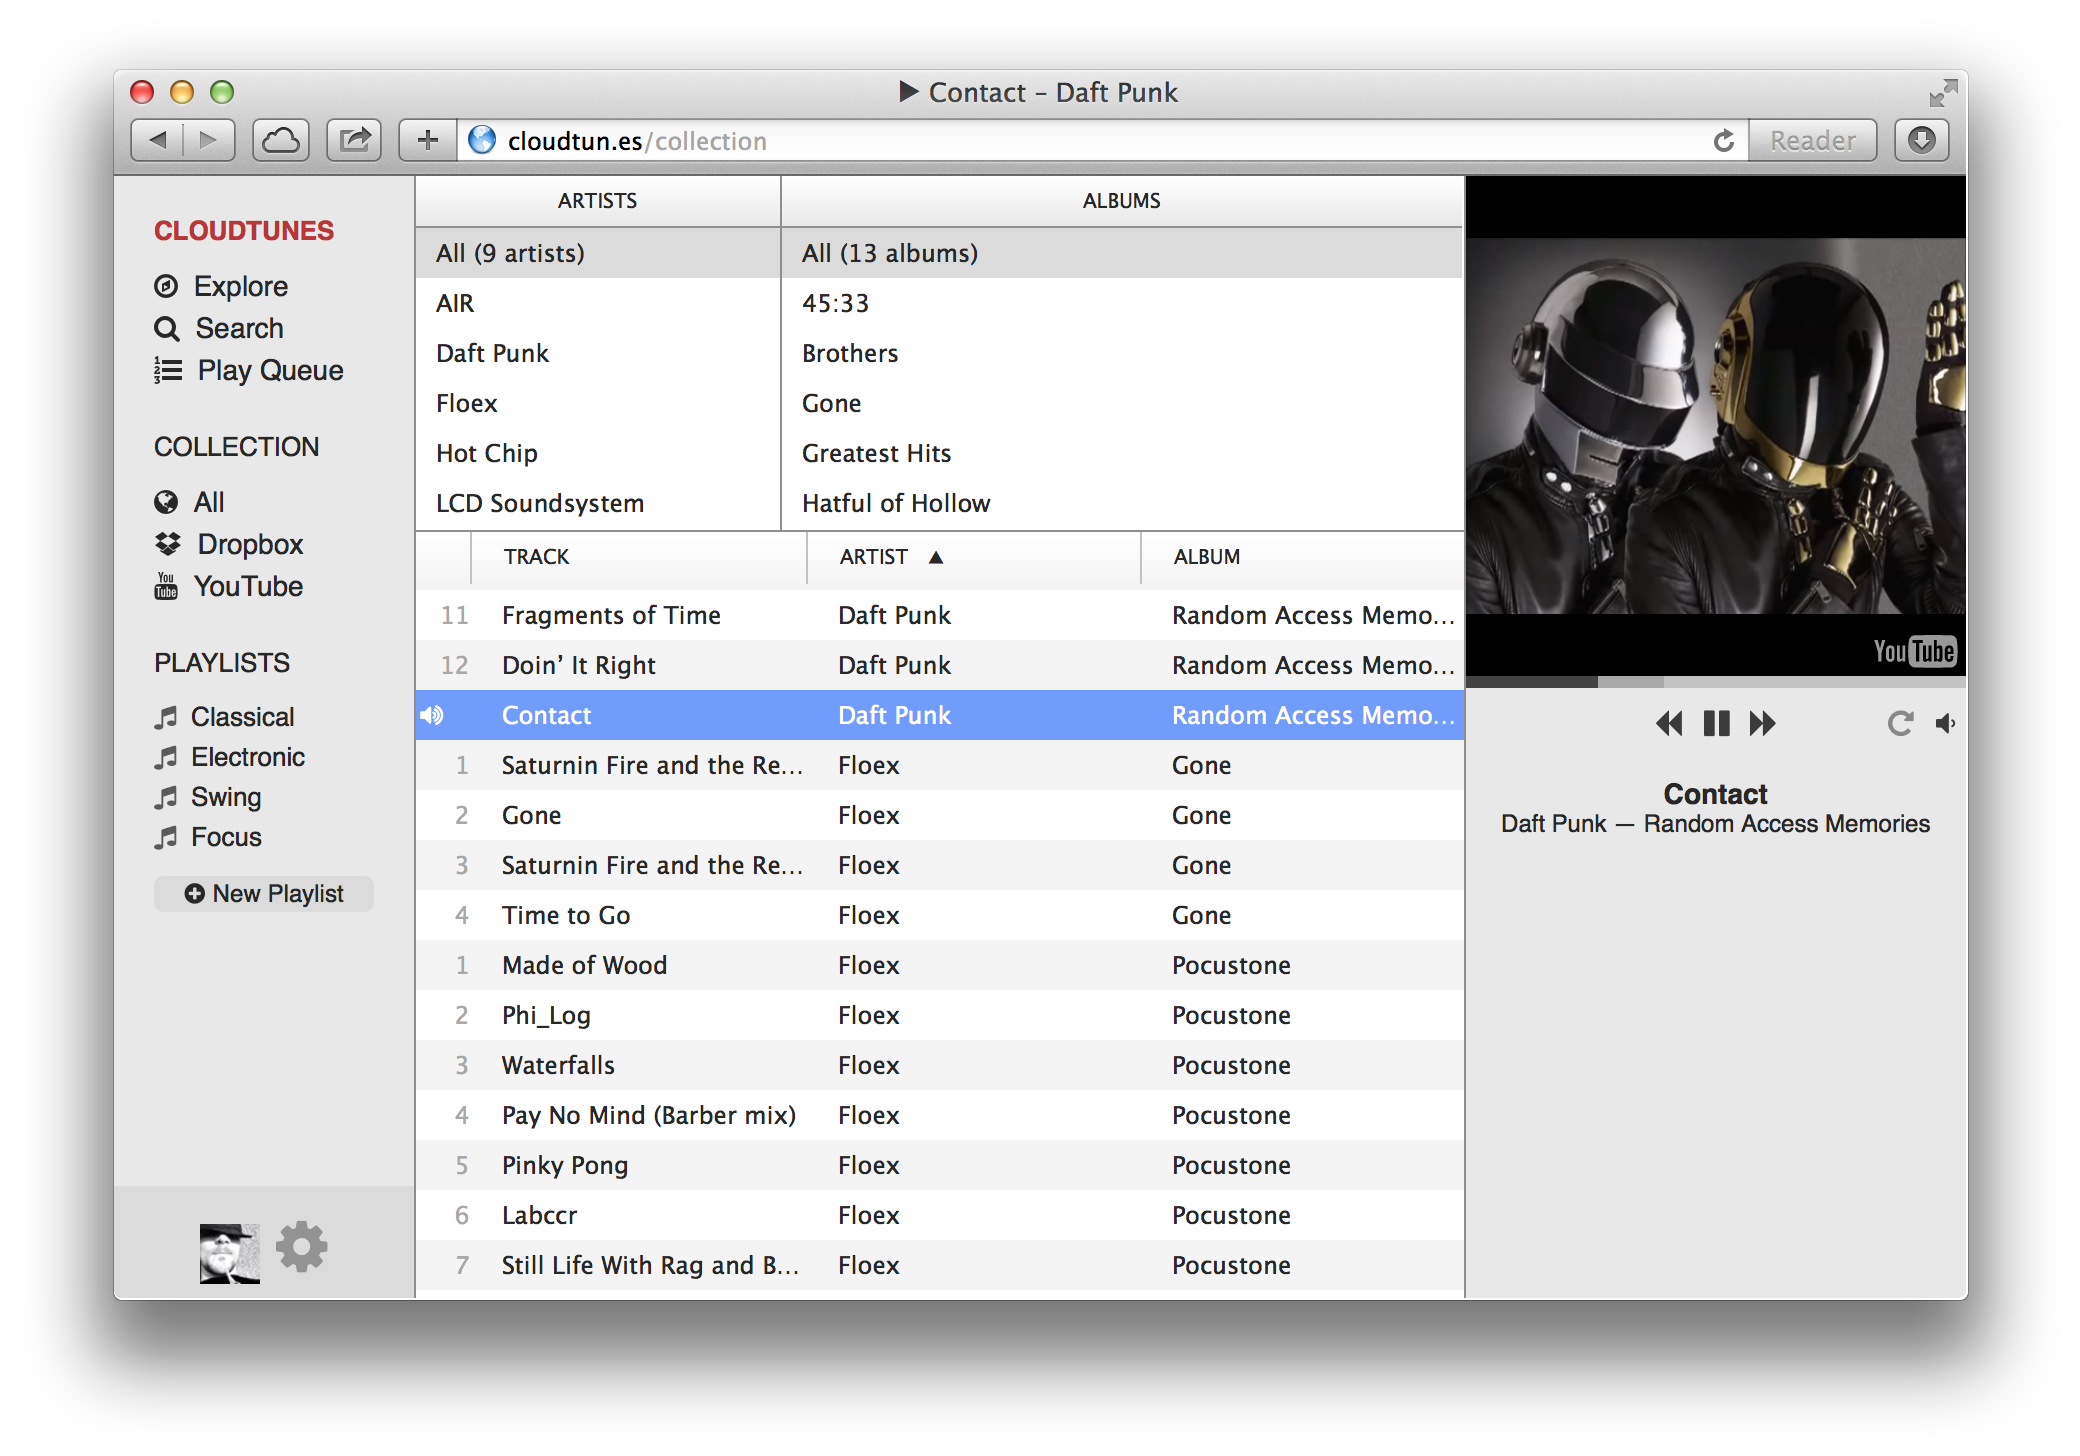 ▶ Contact – Daft Punk
cloudtun.es/collection
Reader
CLOUDTUNES
Explore
Search
Play Queue
COLLECTION
All
Dropbox
YouTube
PLAYLISTS
Classical
Electronic
Swing
Focus
New Playlist
ARTISTS ALBUMS
All (9 artists) All (13 albums)
AIR 45:33
Daft Punk Brothers
Floex Gone
Hot Chip Greatest Hits
LCD Soundsystem Hatful of Hollow
TRACK ARTIST ▲ ALBUM
11 Fragments of Time Daft Punk Random Access Memo...
12 Doin’ It Right Daft Punk Random Access Memo...
Contact Daft Punk Random Access Memo...
1 Saturnin Fire and the Re... Floex Gone
2 Gone Floex Gone
3 Saturnin Fire and the Re... Floex Gone
4 Time to Go Floex Gone
1 Made of Wood Floex Pocustone
2 Phi_Log Floex Pocustone
3 Waterfalls Floex Pocustone
4 Pay No Mind (Barber mix) Floex Pocustone
5 Pinky Pong Floex Pocustone
6 Labccr Floex Pocustone
7 Still Life With Rag and B... Floex Pocustone
YouTube
Contact
Daft Punk — Random Access Memories